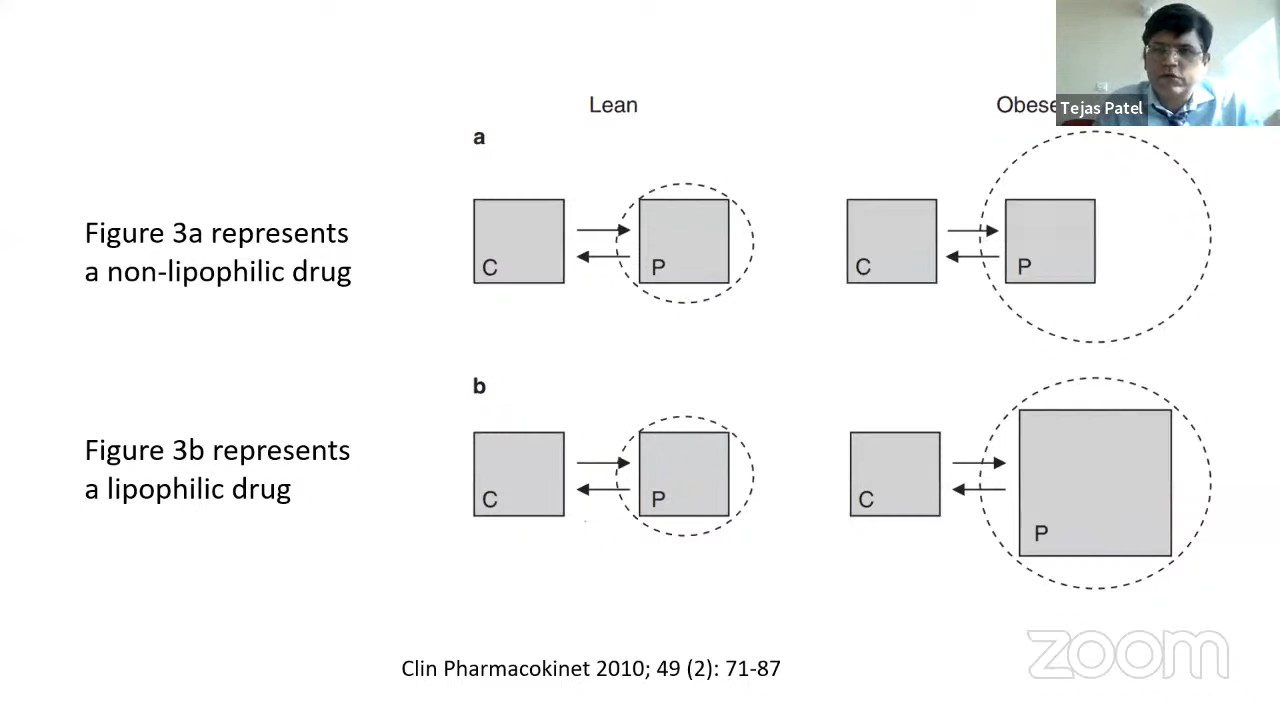 Lean
Obese
Tejas Patel
a
Figure 3a represents
a non-lipophilic drug
C
P
C
P
b
Figure 3b represents
a lipophilic drug
C
P
C
P
zoom
Clin Pharmacokinet 2010; 49 (2): 71-87